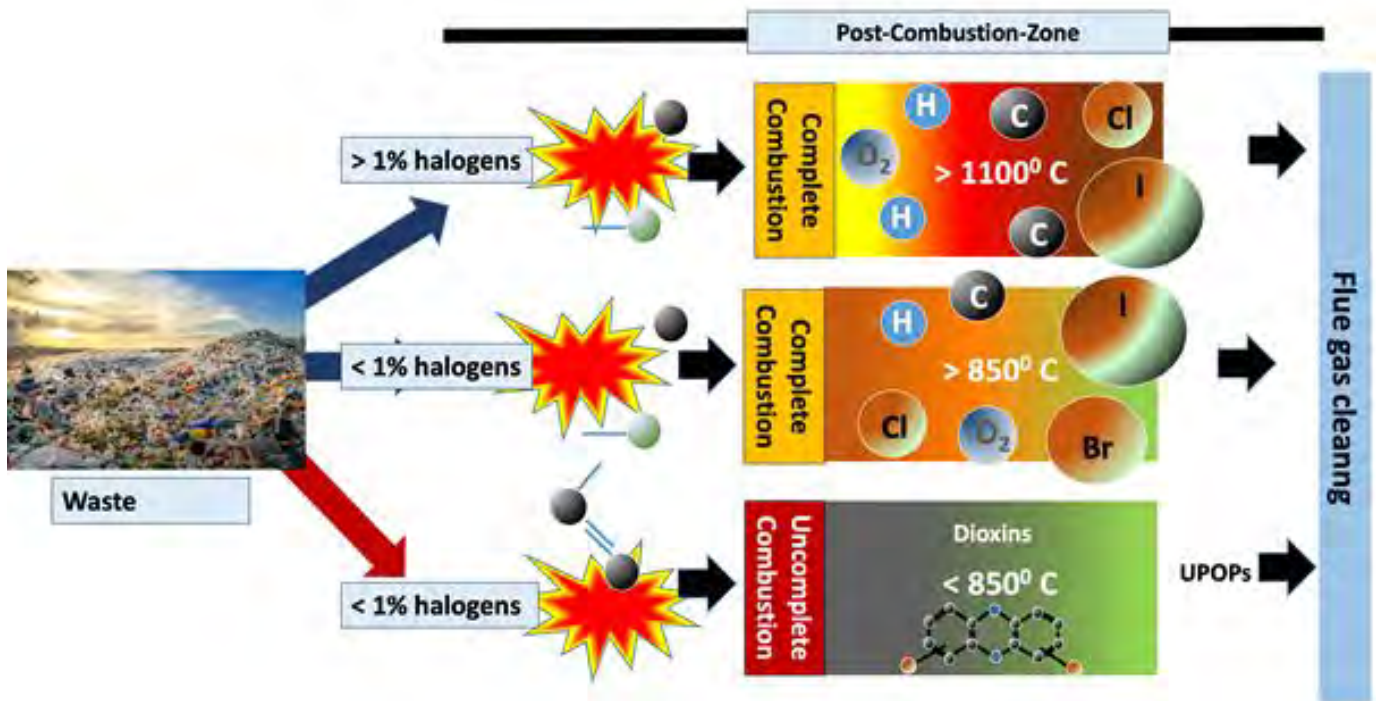 Post-Combustion-Zone
> 1% halogens
Complete
Combustion
H
C
Cl
O₂
> 1100⁰ C
I
H
C
Waste
< 1% halogens
Complete
Combustion
H
C
I
> 850⁰ C
Cl
O₂
Br
< 1% halogens
Uncomplete
Combustion
Dioxins
< 850⁰ C
UPOPs
Flue gas cleanng